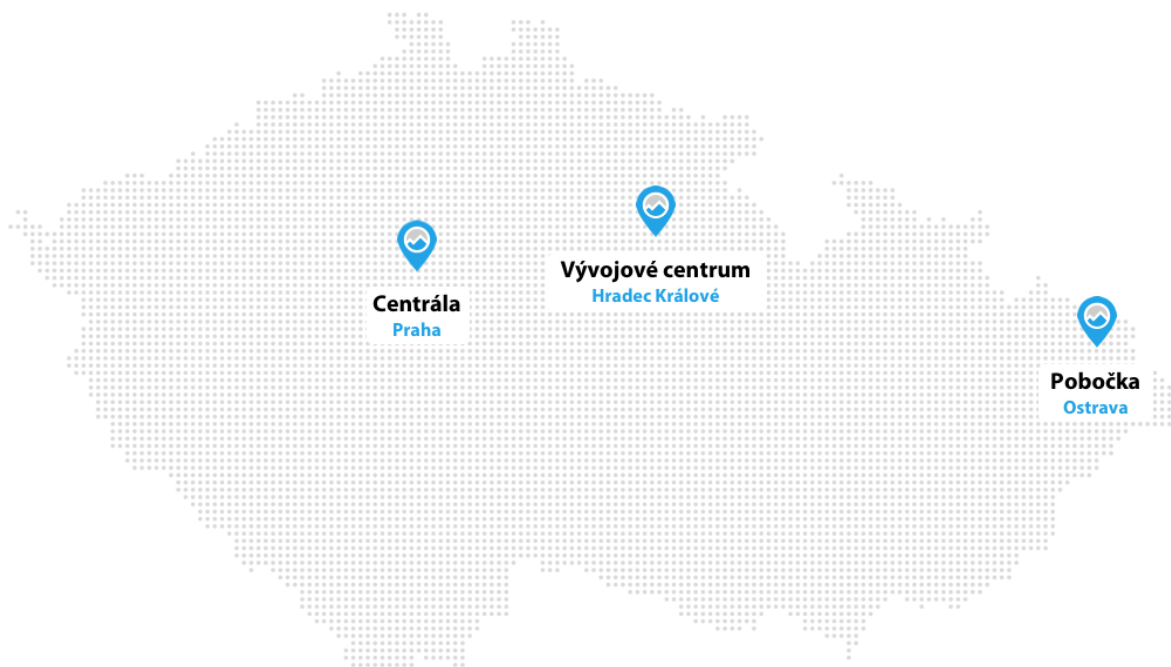 Centrála
Praha
Vývojové centrum
Hradec Králové
Pobočka
Ostrava